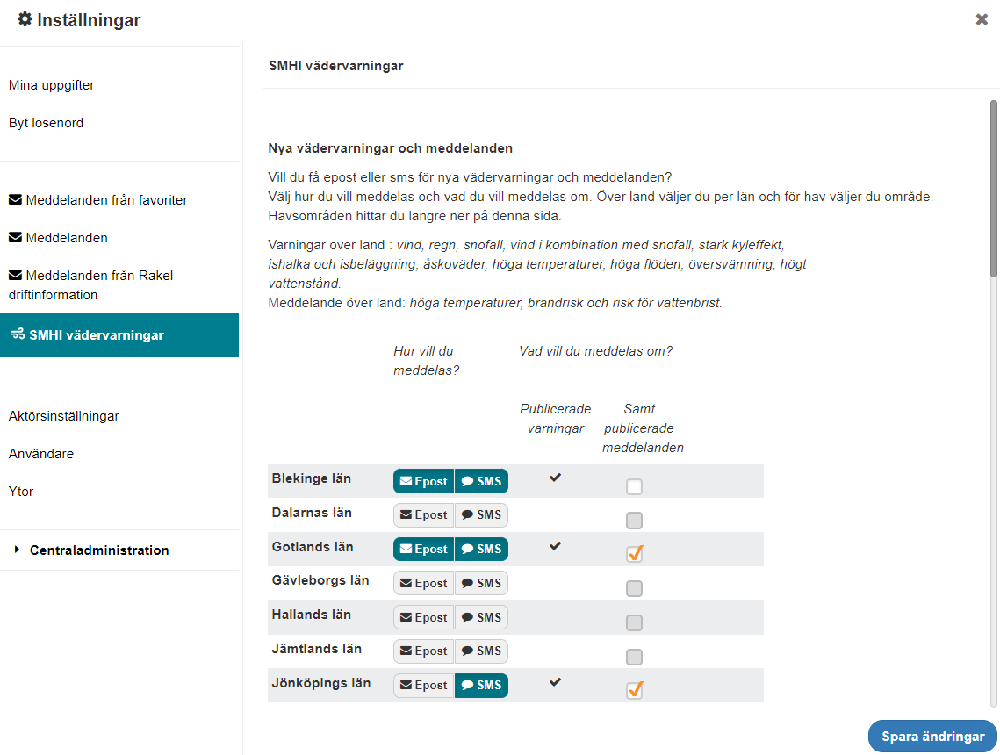 Inställningar
Mina uppgifter
Byt lösenord
Meddelanden från favoriter
Meddelanden
Meddelanden från Rakel
driftinformation
SMHI vädervarningar
Aktörsinställningar
Användare
Ytor
Centraladministration
SMHI vädervarningar
Nya vädervarningar och meddelanden
Vill du få epost eller sms för nya vädervarningar och meddelanden?
Välj hur du vill meddelas och vad du vill meddelas om. Över land väljer du per län och för hav väljer du område.
Havsområden hittar du längre ner på denna sida.
Varningar över land : vind, regn, snöfall, vind i kombination med snöfall, stark kyleffekt,
ishalka och isbeläggning, åskoväder, höga temperaturer, höga flöden, översvämning, högt
vattenstånd.
Meddelande över land: höga temperaturer, brandrisk och risk för vattenbrist.
Hur vill du
meddelas?
Vad vill du meddelas om?
Publicerade
varningar
Samt
publicerade
meddelanden
Blekinge län Epost SMS
Dalarnas län Epost SMS
Gotlands län Epost SMS
Gävleborgs län Epost SMS
Hallands län Epost SMS
Jämtlands län Epost SMS
Jönköpings län Epost SMS
Spara ändringar